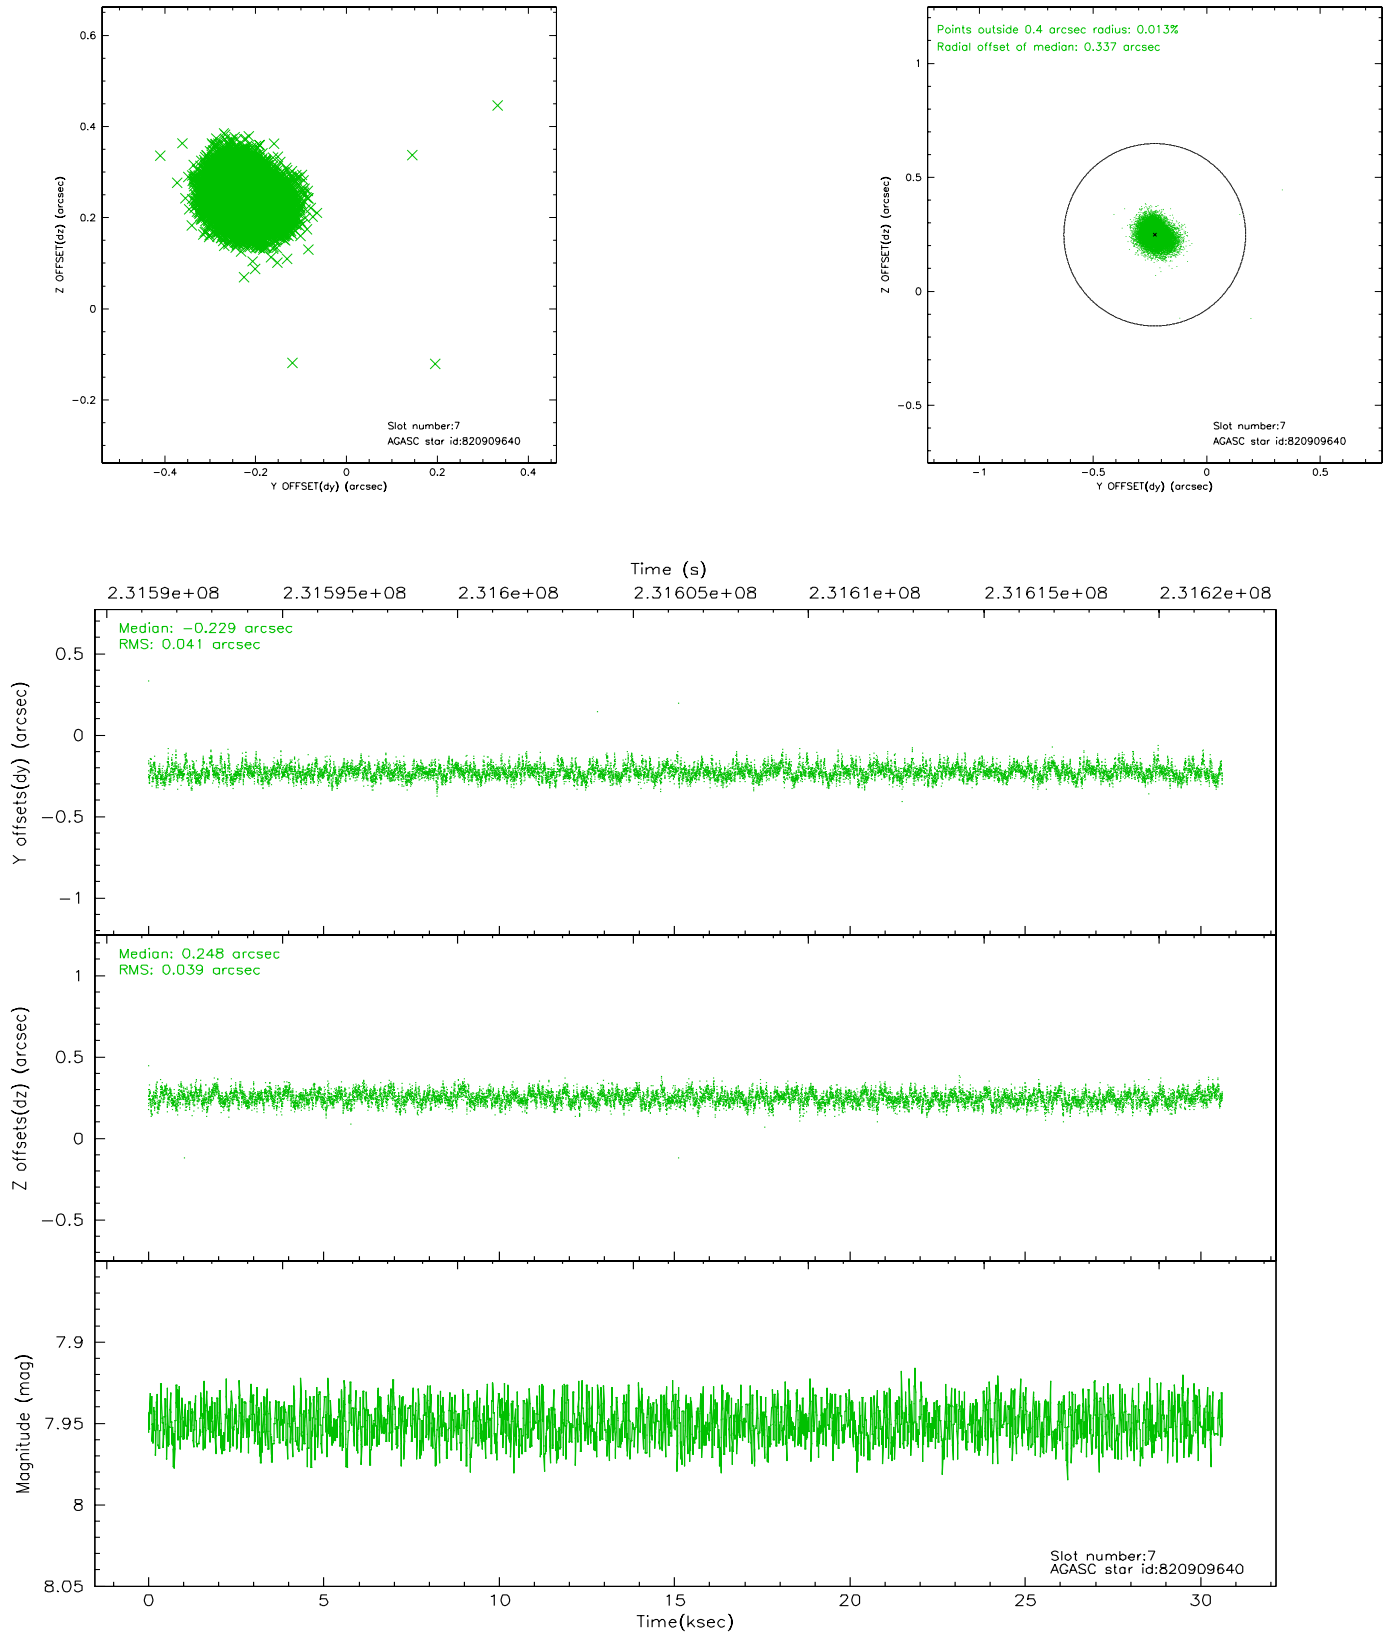 0.6
0.4
0.2
0
−0.2
Z OFFSET(dz) (arcsec)
Slot number:7
AGASC star id:820909640
−0.4 −0.2 0 0.2 0.4
Y OFFSET(dy) (arcsec)
Points outside 0.4 arcsec radius: 0.013%
Radial offset of median: 0.337 arcsec
1
0.5
0
−0.5
Z OFFSET(dz) (arcsec)
Slot number:7
AGASC star id:820909640
−1 −0.5 0 0.5
Y OFFSET(dy) (arcsec)
Time (s)
2.3159e+08 2.31595e+08 2.316e+08 2.31605e+08 2.3161e+08 2.31615e+08 2.3162e+08
Median: −0.229 arcsec
RMS: 0.041 arcsec
0.5
0
−0.5
−1
Y offsets(dy) (arcsec)
Median: 0.248 arcsec
RMS: 0.039 arcsec
1
0.5
0
−0.5
Z offsets(dz) (arcsec)
7.9
7.95
8
8.05
Magnitude (mag)
Slot number:7
AGASC star id:820909640
0 5 10 15 20 25 30
Time(ksec)